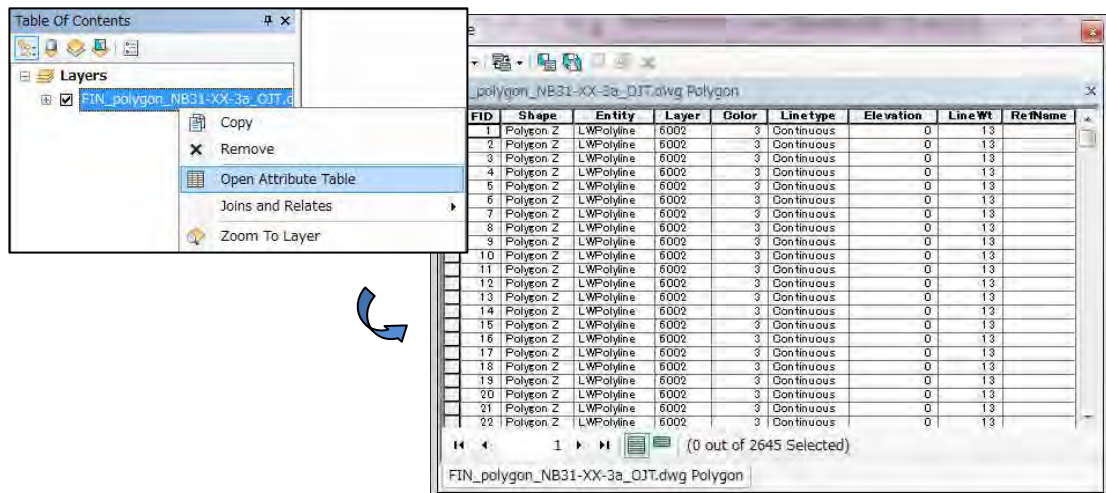 Table Of Contents
Layers
FIN_polygon_NB31-XX-3a_OJT.d
Copy
Remove
Open Attribute Table
Joins and Relates
Zoom To Layer
e
_polygon_NB31-XX-3a_OJT.dwg Polygon
FID Shape Entity Layer Color Linetype Elevation LineWt RefName
1 Polygon Z LWPolyline 6002 3 Continuous 0 13
2 Polygon Z LWPolyline 6002 3 Continuous 0 13
3 Polygon Z LWPolyline 6002 3 Continuous 0 13
4 Polygon Z LWPolyline 6002 3 Continuous 0 13
5 Polygon Z LWPolyline 6002 3 Continuous 0 13
6 Polygon Z LWPolyline 6002 3 Continuous 0 13
7 Polygon Z LWPolyline 6002 3 Continuous 0 13
8 Polygon Z LWPolyline 6002 3 Continuous 0 13
9 Polygon Z LWPolyline 6002 3 Continuous 0 13
10 Polygon Z LWPolyline 6002 3 Continuous 0 13
11 Polygon Z LWPolyline 6002 3 Continuous 0 13
12 Polygon Z LWPolyline 6002 3 Continuous 0 13
13 Polygon Z LWPolyline 6002 3 Continuous 0 13
14 Polygon Z LWPolyline 6002 3 Continuous 0 13
15 Polygon Z LWPolyline 6002 3 Continuous 0 13
16 Polygon Z LWPolyline 6002 3 Continuous 0 13
17 Polygon Z LWPolyline 6002 3 Continuous 0 13
18 Polygon Z LWPolyline 6002 3 Continuous 0 13
19 Polygon Z LWPolyline 6002 3 Continuous 0 13
20 Polygon Z LWPolyline 6002 3 Continuous 0 13
21 Polygon Z LWPolyline 6002 3 Continuous 0 13
22 Polygon Z LWPolyline 6002 3 Continuous 0 13
1 (0 out of 2645 Selected)
FIN_polygon_NB31-XX-3a_OJT.dwg Polygon